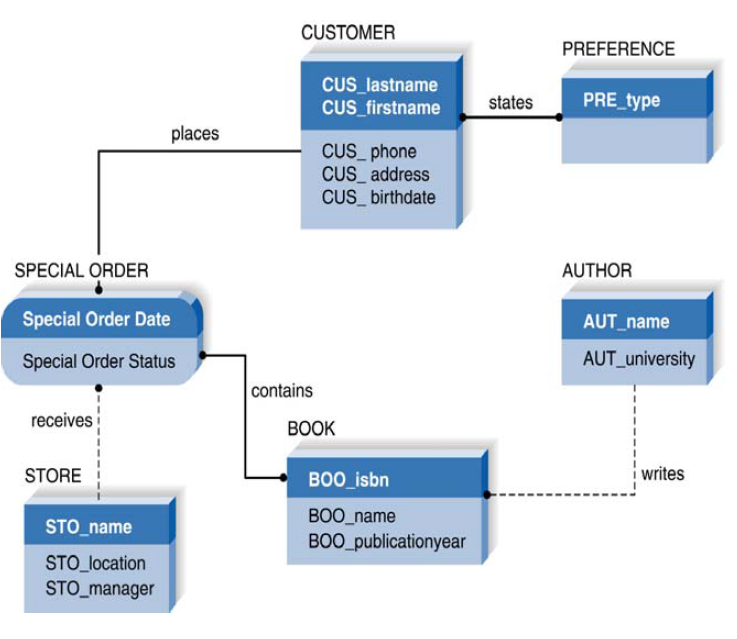 CUSTOMER
CUS_lastname
CUS_firstname
CUS_ phone
CUS_ address
CUS_ birthdate
states
PREFERENCE
PRE_type
places
SPECIAL ORDER
Special Order Date
Special Order Status
contains
receives
STORE
STO_name
STO_location
STO_manager
BOOK
BOO_isbn
BOO_name
BOO_publicationyear
AUTHOR
AUT_name
AUT_university
writes